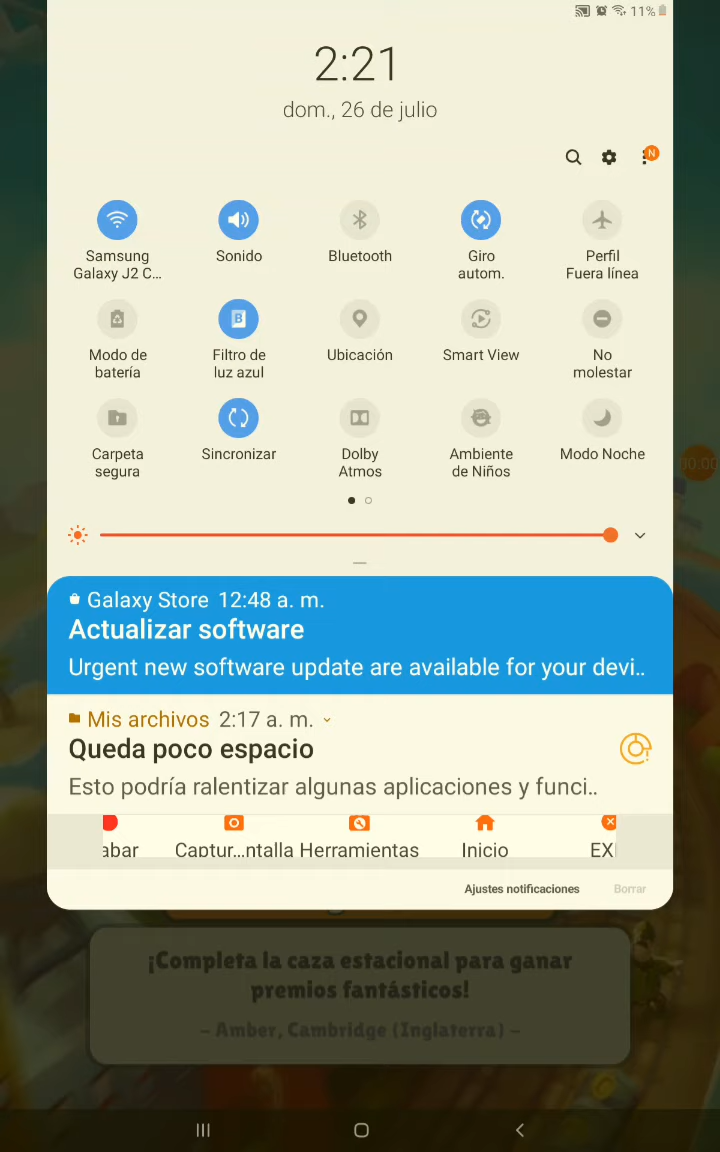 11%
2:21
dom., 26 de julio
N
Samsung
Galaxy J2 C...
Sonido
Bluetooth
Giro
autom.
Perfil
Fuera línea
Modo de
batería
Filtro de
luz azul
Ubicación
Smart View
No
molestar
Carpeta
segura
Sincronizar
Dolby
Atmos
Ambiente
de Niños
Modo Noche
00:00
Galaxy Store 12:48 a. m.
Actualizar software
Urgent new software update are available for your devi..
Mis archivos 2:17 a. m.
Queda poco espacio
Esto podría ralentizar algunas aplicaciones y funci..
abar Captur...ntalla Herramientas Inicio EXI
Ajustes notificaciones Borrar
¡Completa la caza estacional para ganar
premios fantásticos!
– Amber, Cambridge (Inglaterra) –